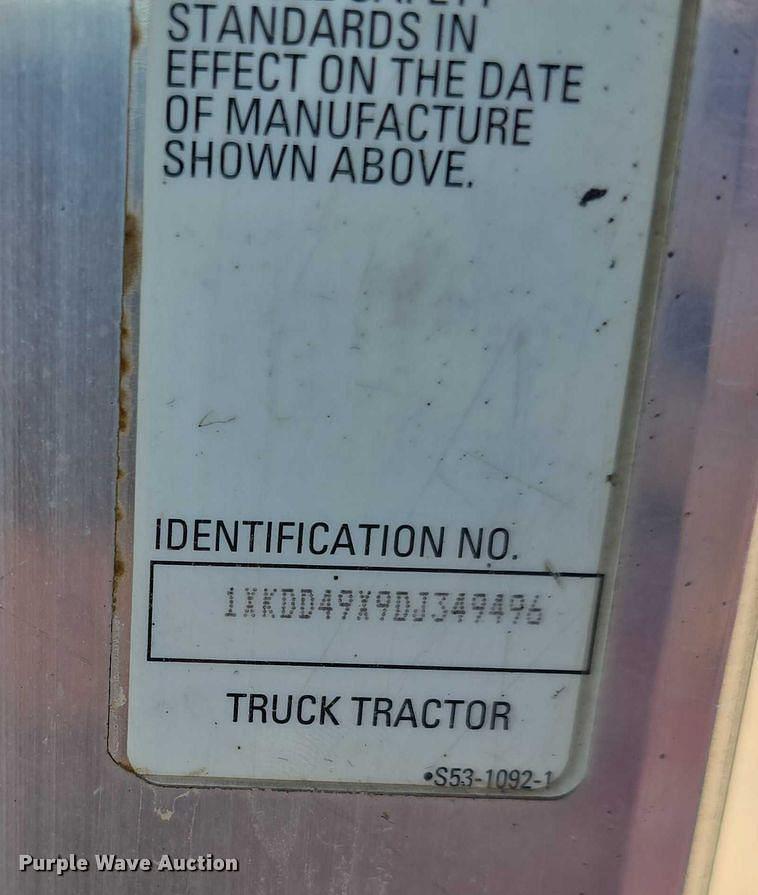 STANDARDS IN
EFFECT ON THE DATE
OF MANUFACTURE
SHOWN ABOVE.
IDENTIFICATION NO.
1XKDD49X9DJ349496
TRUCK TRACTOR
•S53-1092-1
Purple Wave Auction